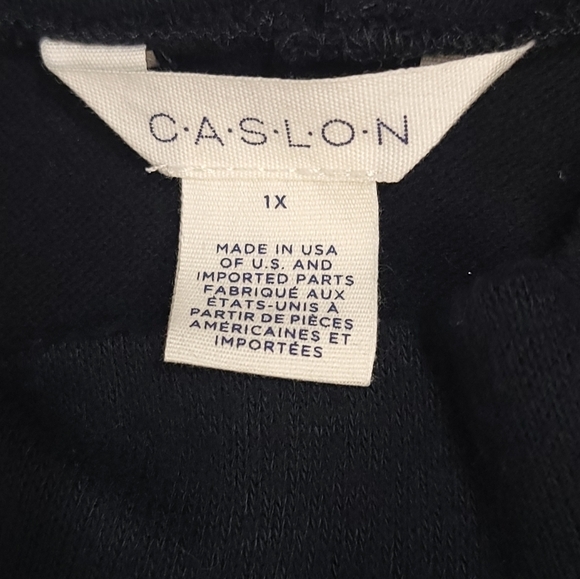 C·A·S·L·O·N
1X
MADE IN USA
OF U.S. AND
IMPORTED PARTS
FABRIQUÉ AUX
ÉTATS-UNIS À
PARTIR DE PIÈCES
AMÉRICAINES ET
IMPORTÉES